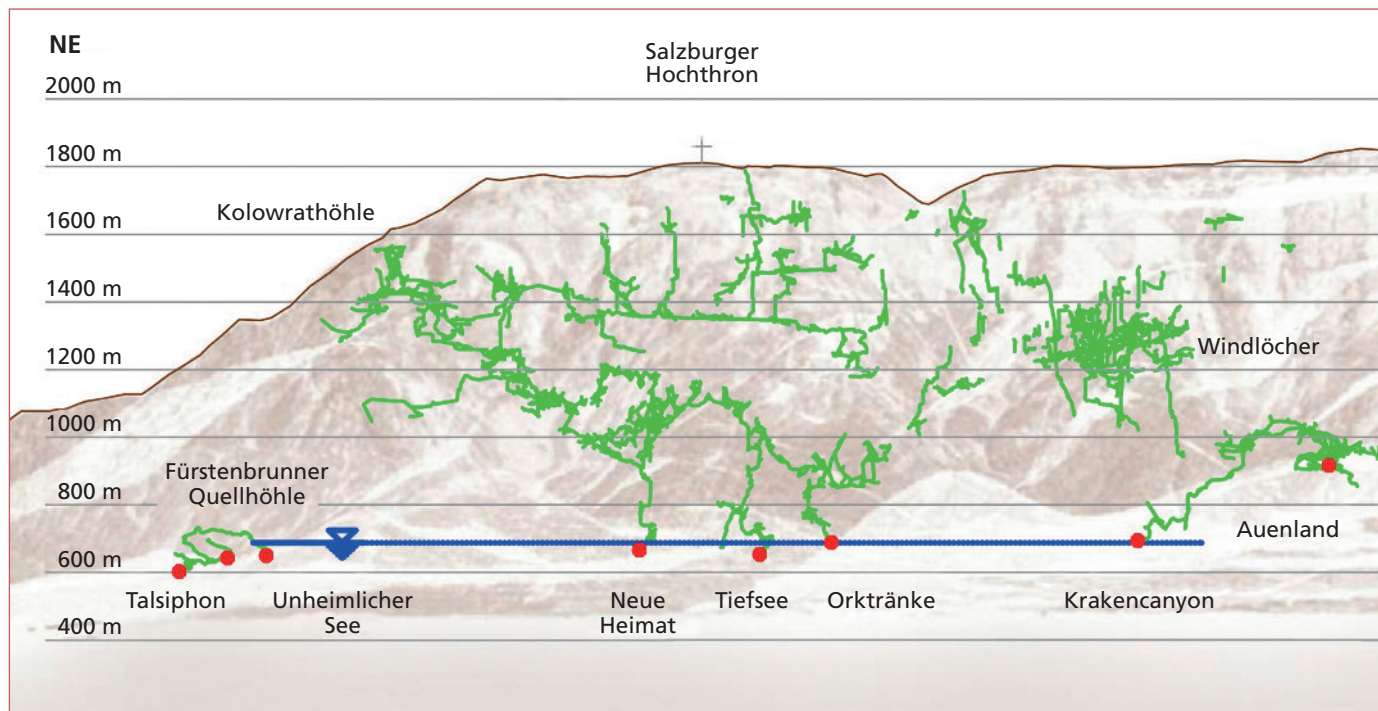 NE
Salzburger
Hochthron
2000 m
1800 m
Kolowrathöhle
1600 m
1400 m
1200 m
Windlöcher
1000 m
Fürstenbrunner
Quellhöhle
800 m
Auenland
600 m
Talsiphon
Unheimlicher
See
Neue
Heimat
Tiefsee
Orktränke
Krakencanyon
400 m